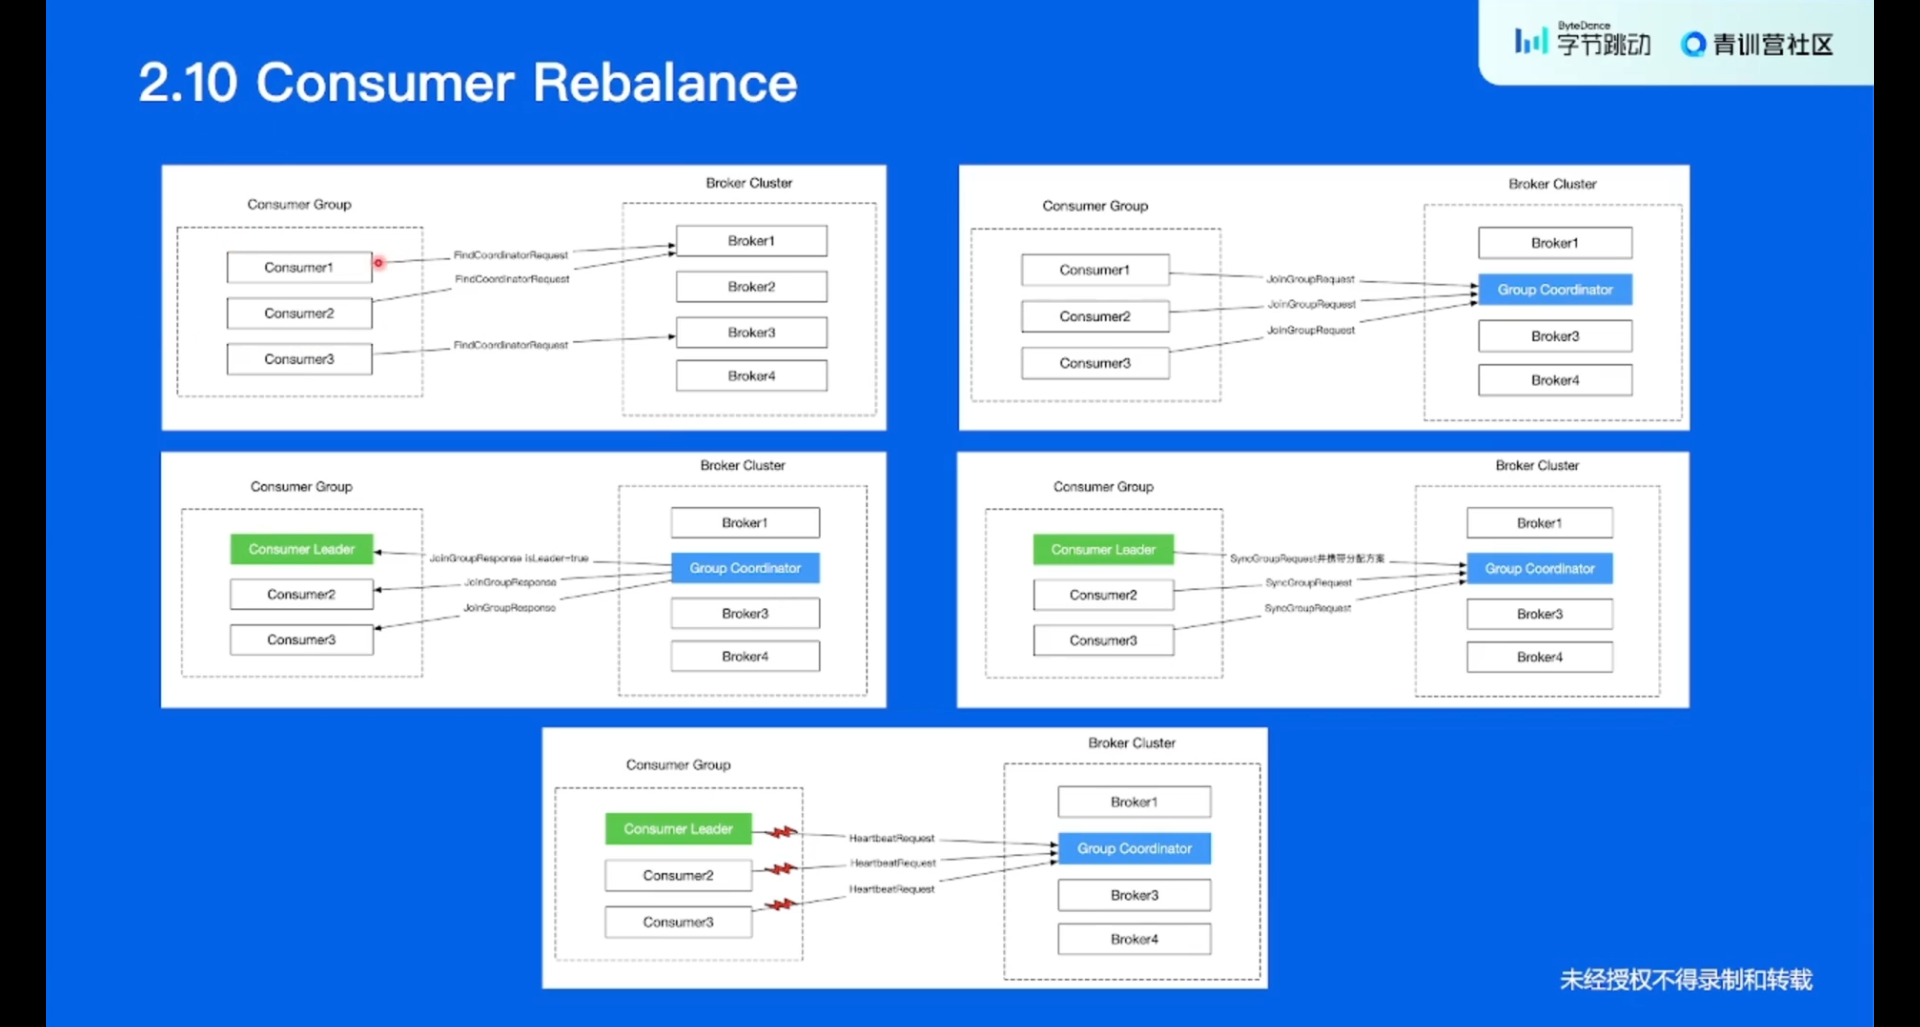 ByteDance
字节跳动
青训营社区
2.10 Consumer Rebalance
Broker Cluster
Consumer Group
Consumer1
Consumer2
Consumer3
FindCoordinatorRequest
FindCoordinatorRequest
FindCoordinatorRequest
Broker1
Broker2
Broker3
Broker4
Broker Cluster
Consumer Group
Consumer1
Consumer2
Consumer3
JoinGroupRequest
JoinGroupRequest
JoinGroupRequest
Broker1
Group Coordinator
Broker3
Broker4
Broker Cluster
Consumer Group
Consumer Leader
Consumer2
Consumer3
JoinGroupResponse isLeader=true
JoinGroupResponse
JoinGroupResponse
Broker1
Group Coordinator
Broker3
Broker4
Broker Cluster
Consumer Group
Consumer Leader
Consumer2
Consumer3
SyncGroupRequest并携带分配方案
SyncGroupRequest
SyncGroupRequest
Broker1
Group Coordinator
Broker3
Broker4
Broker Cluster
Consumer Group
Consumer Leader
Consumer2
Consumer3
HeartbeatRequest
HeartbeatRequest
HeartbeatRequest
Broker1
Group Coordinator
Broker3
Broker4
未经授权不得录制和转载